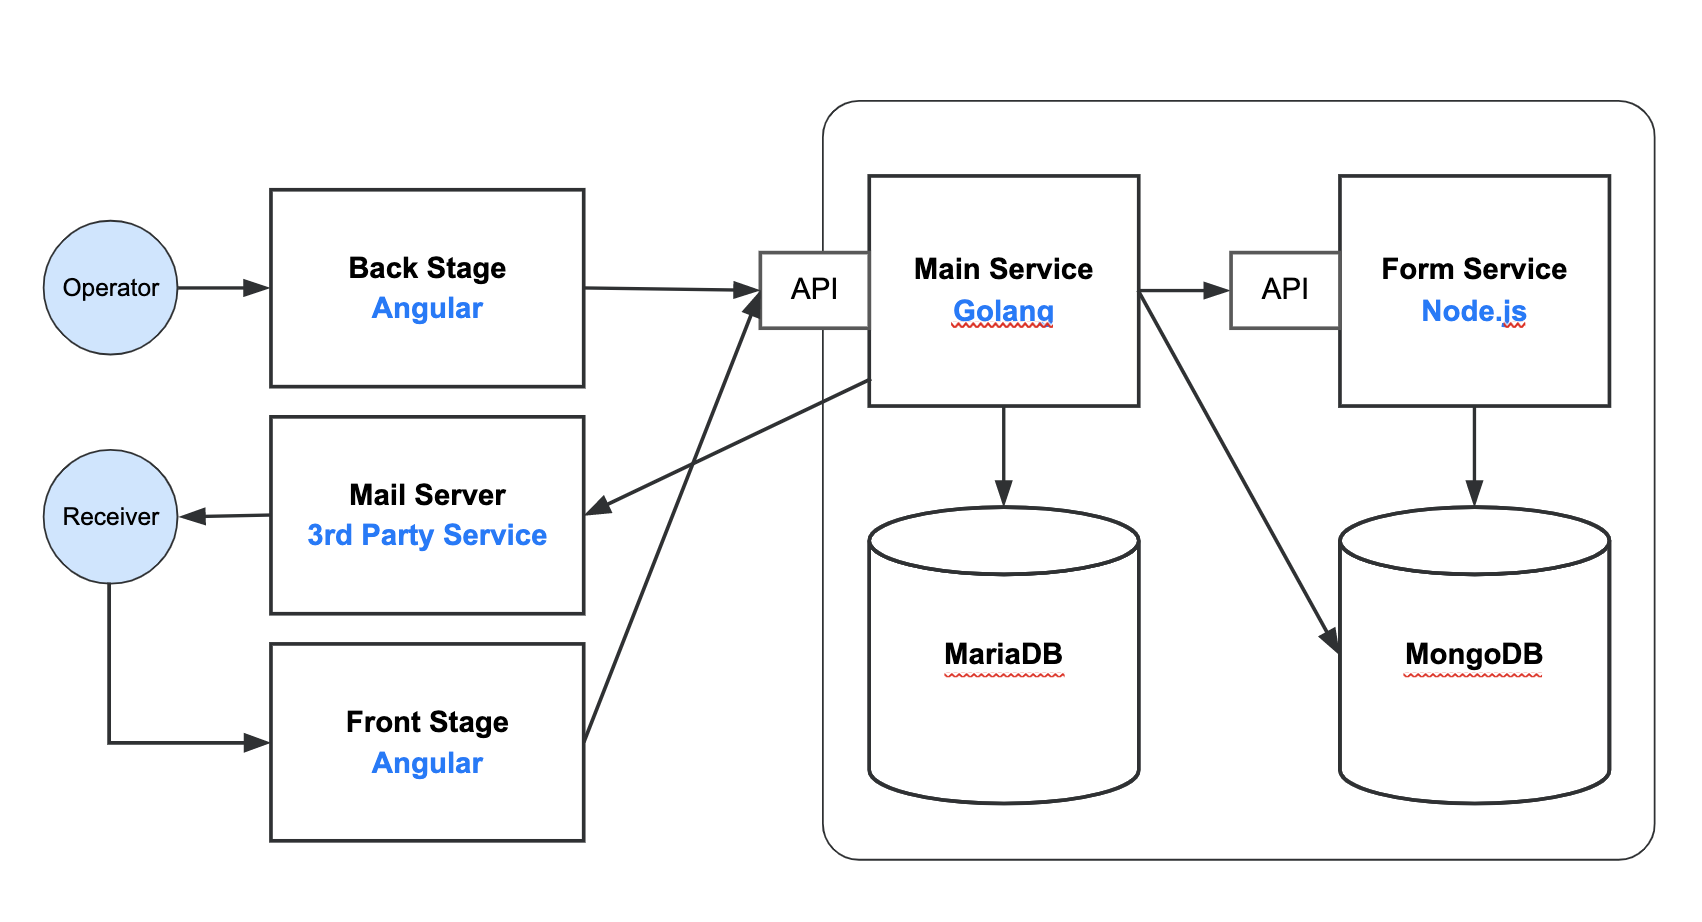 Operator
Back Stage
Angular
API
Main Service
Golang
API
Form Service
Node.js
Receiver
Mail Server
3rd Party Service
Front Stage
Angular
MariaDB
MongoDB